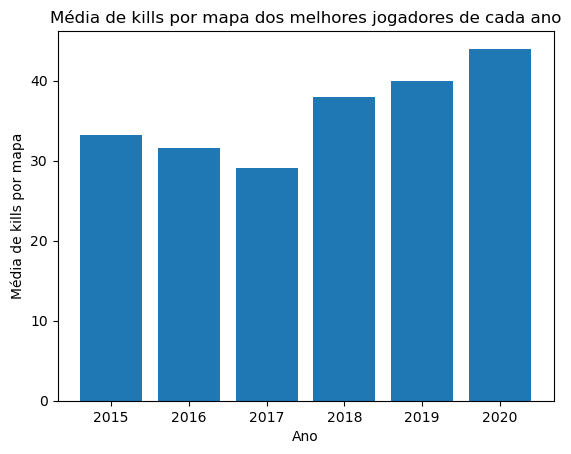 Média de kills por mapa dos melhores jogadores de cada ano
Média de kills por mapa
40
30
20
10
0
2015 2016 2017 2018 2019 2020
Ano